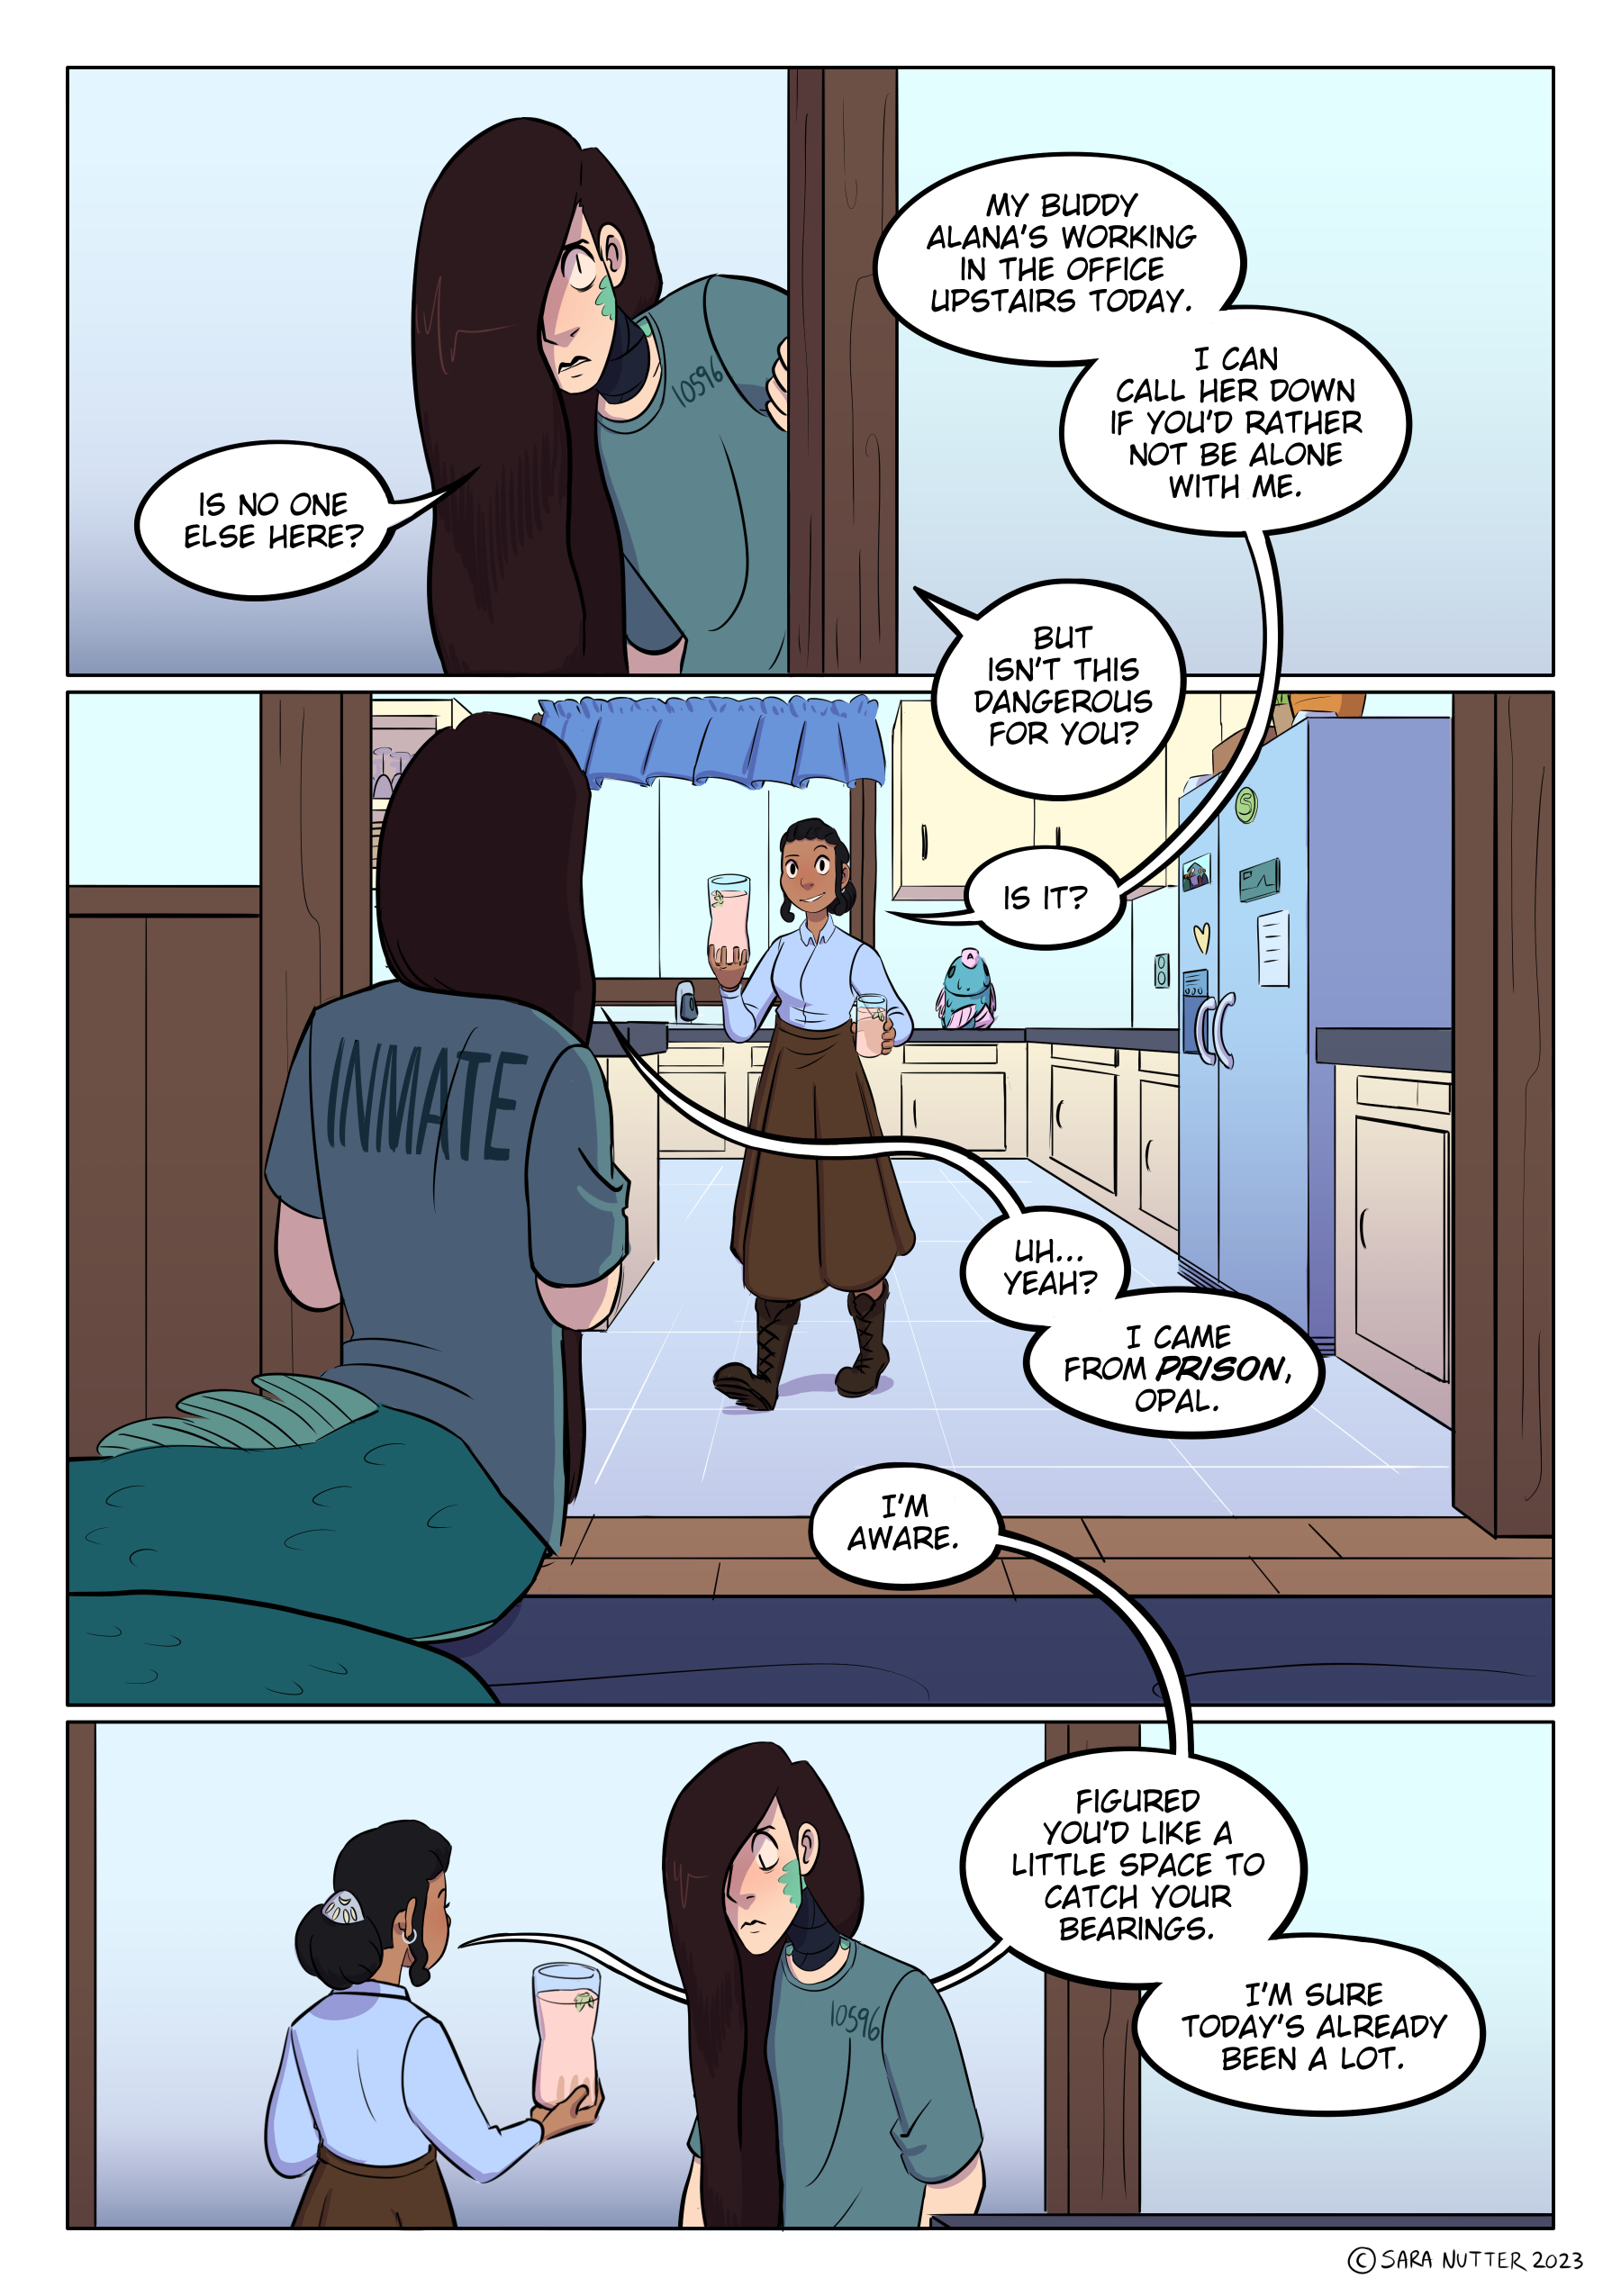 IS NO ONE
ELSE HERE?
10596
MY BUDDY
ALANA'S WORKING
IN THE OFFICE
UPSTAIRS TODAY.
I CAN
CALL HER DOWN
IF YOU'D RATHER
NOT BE ALONE
WITH ME.
BUT
ISN'T THIS
DANGEROUS
FOR YOU?
IS IT?
INMATE
UH...
YEAH?
I CAME
FROM PRISON,
OPAL.
I'M
AWARE.
FIGURED
YOU'D LIKE A
LITTLE SPACE TO
CATCH YOUR
BEARINGS.
I'M SURE
TODAY'S ALREADY
BEEN A LOT.
10596
© SARA NUTTER 2023